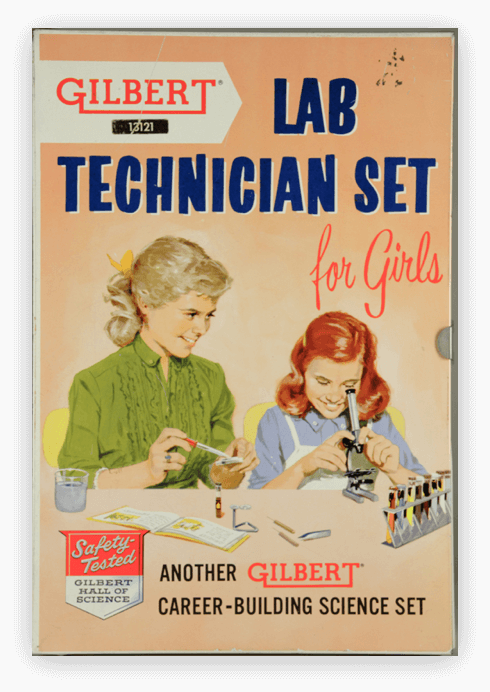 GILBERT®
13121
LAB
TECHNICIAN SET
for Girls
Safety-
Tested
GILBERT
HALL OF
SCIENCE
ANOTHER GILBERT®
CAREER-BUILDING SCIENCE SET